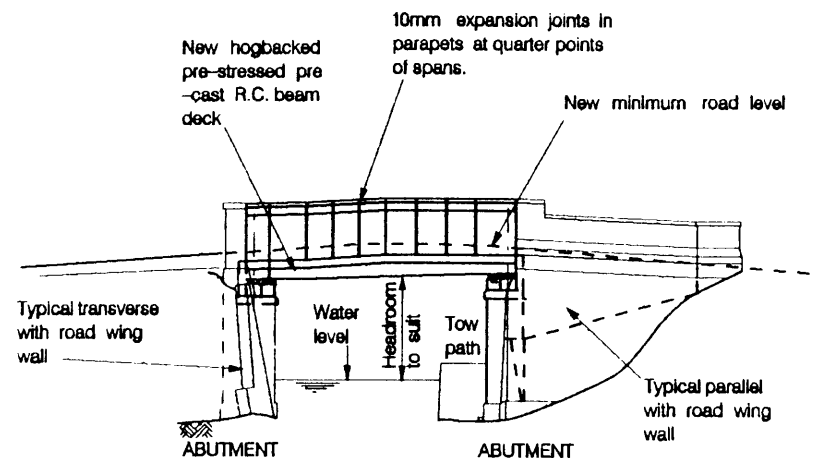 10mm expansion joints in
parapets at quarter points
of spans.
New hogbacked
pre-stressed pre
-cast R.C. beam
deck
New minimum road level
Typical transverse
with road wing
wall
Water
level
Headroom
to suit
Tow
path
Typical parallel
with road wing
wall
ABUTMENT
ABUTMENT